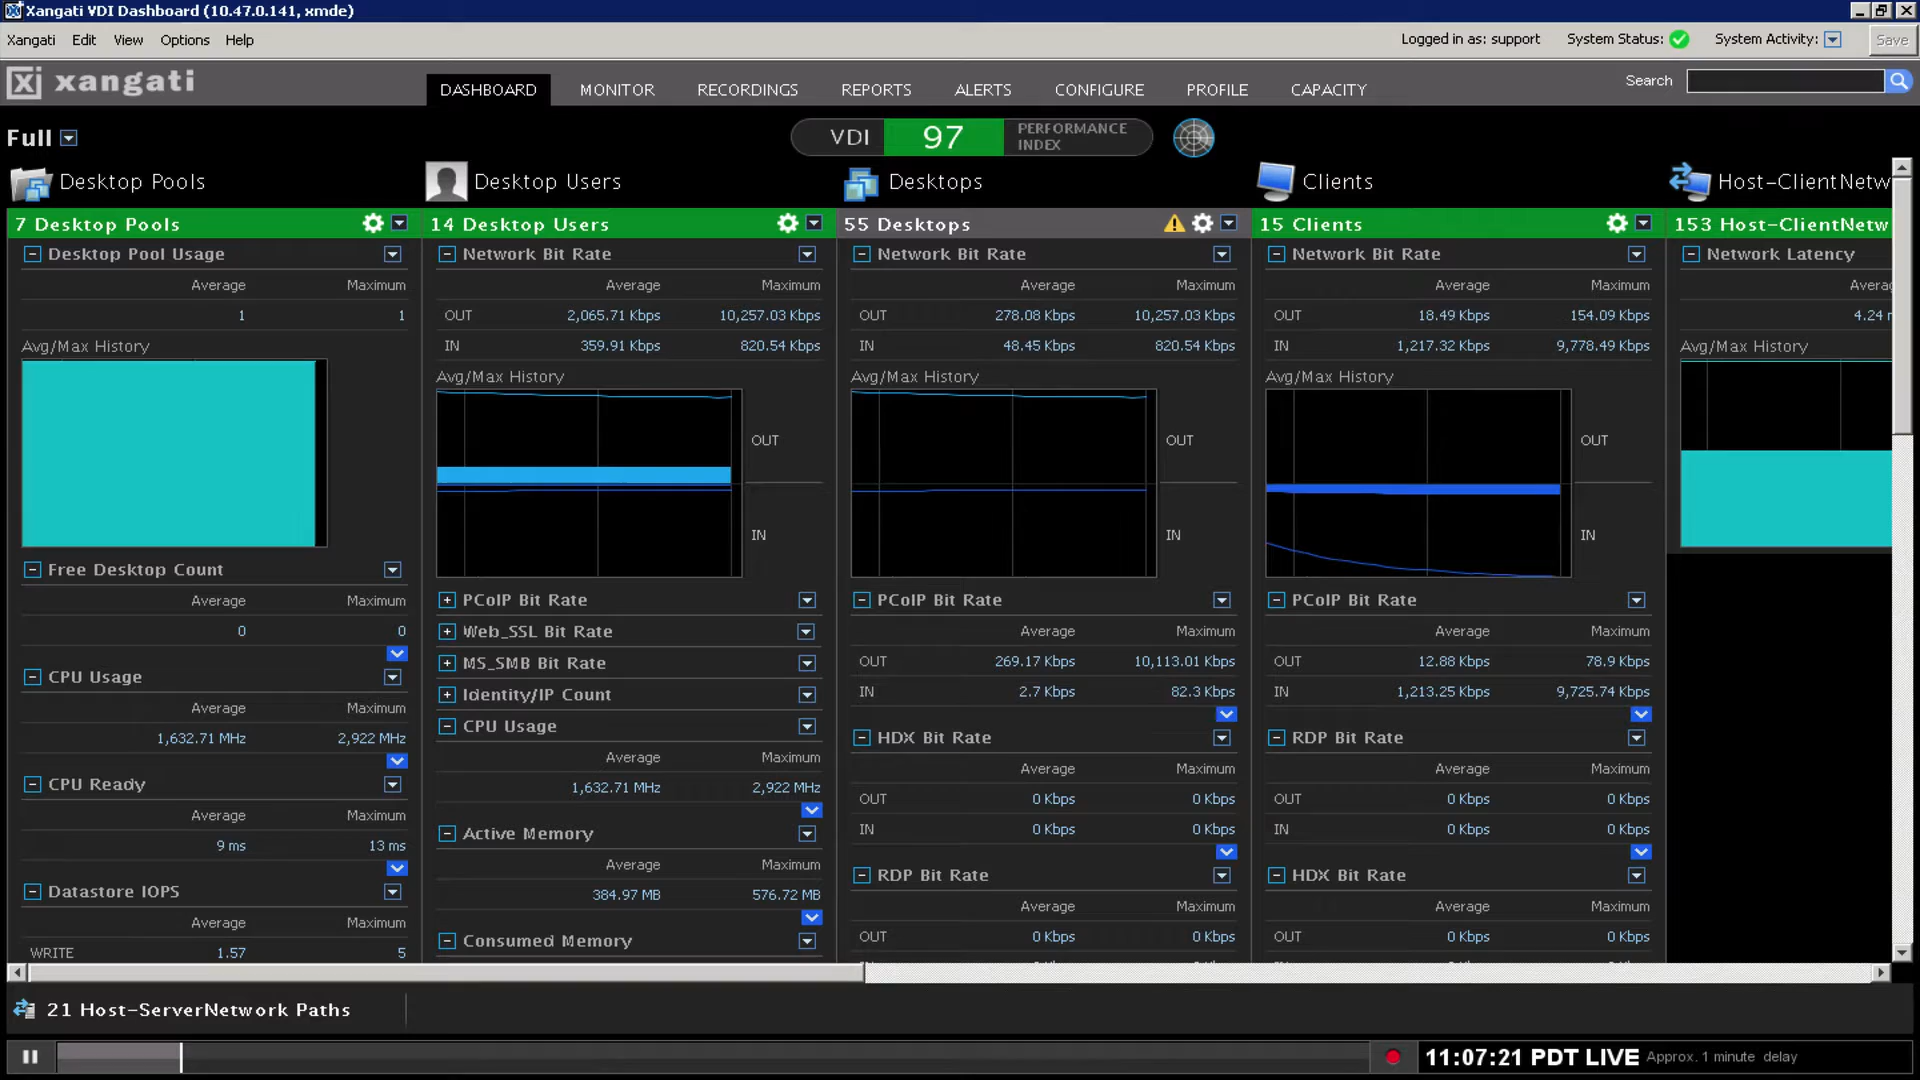 Xangati VDI Dashboard (10.47.0.141, xmde)
Xangati Edit View Options Help Logged in as: support System Status: System Activity: Save
xangati DASHBOARD MONITOR RECORDINGS REPORTS ALERTS CONFIGURE PROFILE CAPACITY Search
Full VDI 97 PERFORMANCE INDEX
Desktop Pools
7 Desktop Pools
Desktop Pool Usage
Average Maximum
1 1
Avg/Max History
Free Desktop Count
Average Maximum
0 0
CPU Usage
Average Maximum
1,632.71 MHz 2,922 MHz
CPU Ready
Average Maximum
9 ms 13 ms
Datastore IOPS
Average Maximum
WRITE 1.57 5
Desktop Users
14 Desktop Users
Network Bit Rate
Average Maximum
OUT 2,065.71 Kbps 10,257.03 Kbps
IN 359.91 Kbps 820.54 Kbps
Avg/Max History
OUT
IN
PCoIP Bit Rate
Web_SSL Bit Rate
MS_SMB Bit Rate
Identity/IP Count
CPU Usage
Average Maximum
1,632.71 MHz 2,922 MHz
Active Memory
Average Maximum
384.97 MB 576.72 MB
Consumed Memory
Desktops
55 Desktops
Network Bit Rate
Average Maximum
OUT 278.08 Kbps 10,257.03 Kbps
IN 48.45 Kbps 820.54 Kbps
Avg/Max History
OUT
IN
PCoIP Bit Rate
Average Maximum
OUT 269.17 Kbps 10,113.01 Kbps
IN 2.7 Kbps 82.3 Kbps
HDX Bit Rate
Average Maximum
OUT 0 Kbps 0 Kbps
IN 0 Kbps 0 Kbps
RDP Bit Rate
Average Maximum
OUT 0 Kbps 0 Kbps
Clients
15 Clients
Network Bit Rate
Average Maximum
OUT 18.49 Kbps 154.09 Kbps
IN 1,217.32 Kbps 9,778.49 Kbps
Avg/Max History
OUT
IN
PCoIP Bit Rate
Average Maximum
OUT 12.88 Kbps 78.9 Kbps
IN 1,213.25 Kbps 9,725.74 Kbps
RDP Bit Rate
Average Maximum
OUT 0 Kbps 0 Kbps
IN 0 Kbps 0 Kbps
HDX Bit Rate
Average Maximum
OUT 0 Kbps 0 Kbps
Host-ClientNetw
153 Host-ClientNetw
Network Latency
Averag
4.24
Avg/Max History
21 Host-ServerNetwork Paths
11:07:21 PDT LIVE Approx. 1 minute delay